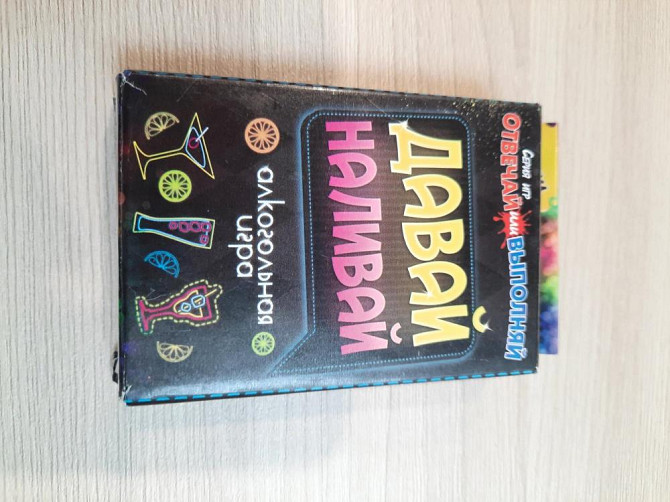 Серия игр
ОТВЕЧАЙ или ВЫПОЛНЯЙ
ДАВАЙ
НАЛИВАЙ
алкогольная
игра